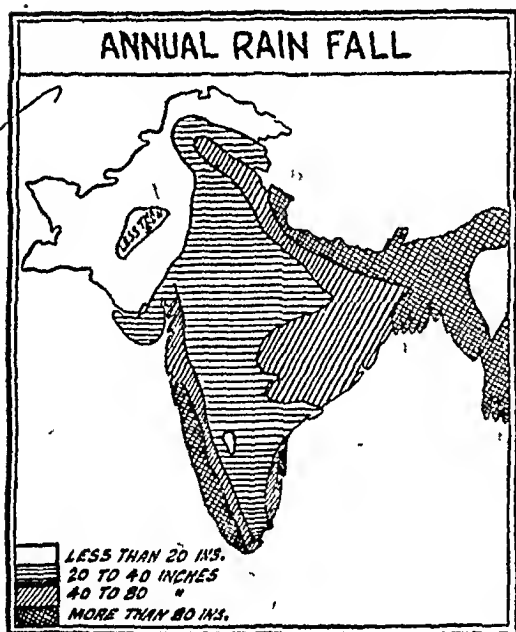 ANNUAL RAIN FALL
LESS THAN 20 INS.
20 TO 40 INCHES
40 TO 80 "
MORE THAN 80 INS.